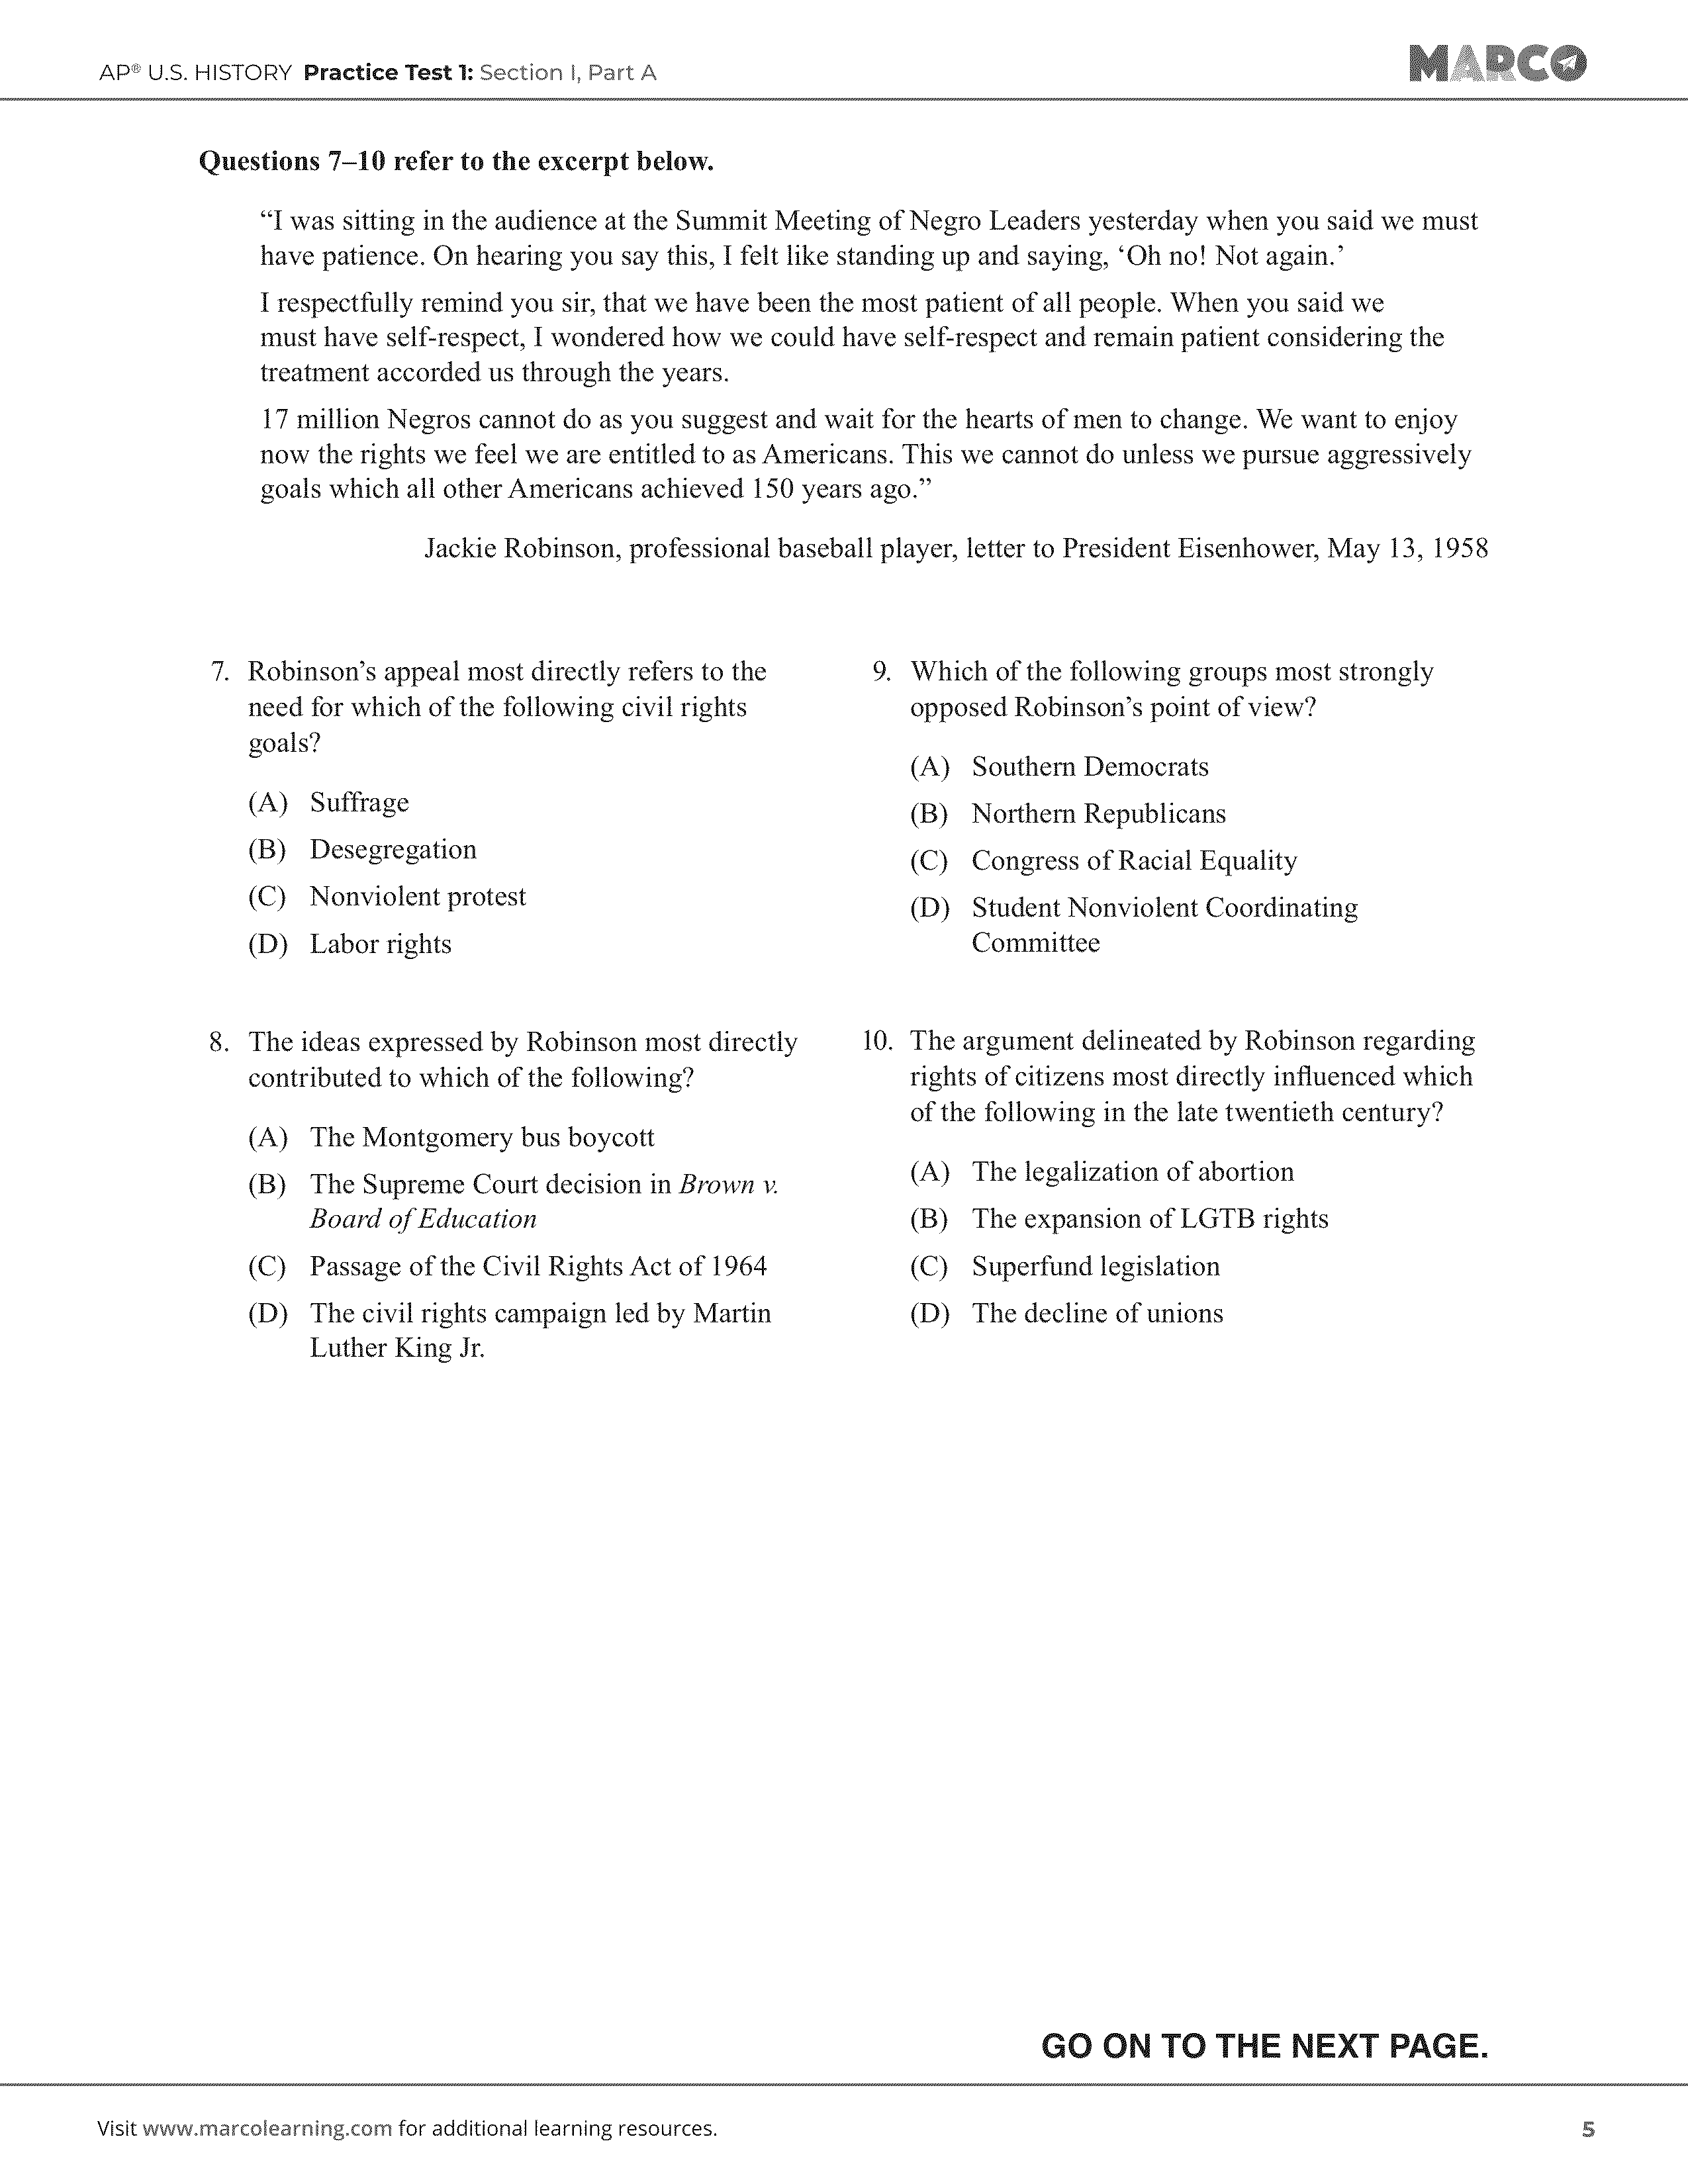 AP® U.S. HISTORY Practice Test 1: Section I, Part A
MARCO
Questions 7–10 refer to the excerpt below.
“I was sitting in the audience at the Summit Meeting of Negro Leaders yesterday when you said we must
have patience. On hearing you say this, I felt like standing up and saying, ‘Oh no! Not again.’
I respectfully remind you sir, that we have been the most patient of all people. When you said we
must have self-respect, I wondered how we could have self-respect and remain patient considering the
treatment accorded us through the years.
17 million Negros cannot do as you suggest and wait for the hearts of men to change. We want to enjoy
now the rights we feel we are entitled to as Americans. This we cannot do unless we pursue aggressively
goals which all other Americans achieved 150 years ago.”
Jackie Robinson, professional baseball player, letter to President Eisenhower, May 13, 1958
7. Robinson’s appeal most directly refers to the
need for which of the following civil rights
goals?
(A) Suffrage
(B) Desegregation
(C) Nonviolent protest
(D) Labor rights
8. The ideas expressed by Robinson most directly
contributed to which of the following?
(A) The Montgomery bus boycott
(B) The Supreme Court decision in Brown v.
Board of Education
(C) Passage of the Civil Rights Act of 1964
(D) The civil rights campaign led by Martin
Luther King Jr.
9. Which of the following groups most strongly
opposed Robinson’s point of view?
(A) Southern Democrats
(B) Northern Republicans
(C) Congress of Racial Equality
(D) Student Nonviolent Coordinating
Committee
10. The argument delineated by Robinson regarding
rights of citizens most directly influenced which
of the following in the late twentieth century?
(A) The legalization of abortion
(B) The expansion of LGTB rights
(C) Superfund legislation
(D) The decline of unions
GO ON TO THE NEXT PAGE.
Visit www.marcolearning.com for additional learning resources.
5